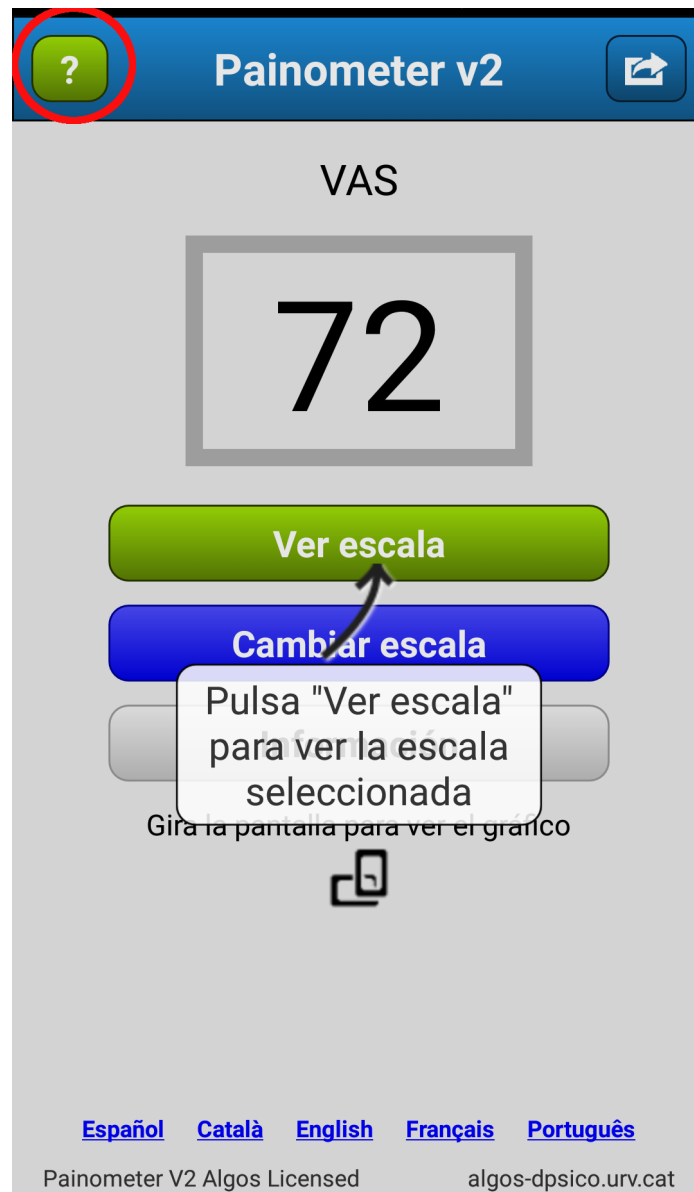 ?
Painometer v2
VAS
72
Ver escala
Cambiar escala
Pulsa "Ver escala"
para ver la escala
seleccionada
Información
Gira la pantalla para ver el gráfico
Español Català English Français Português
Painometer V2 Algos Licensed algos-dpsico.urv.cat